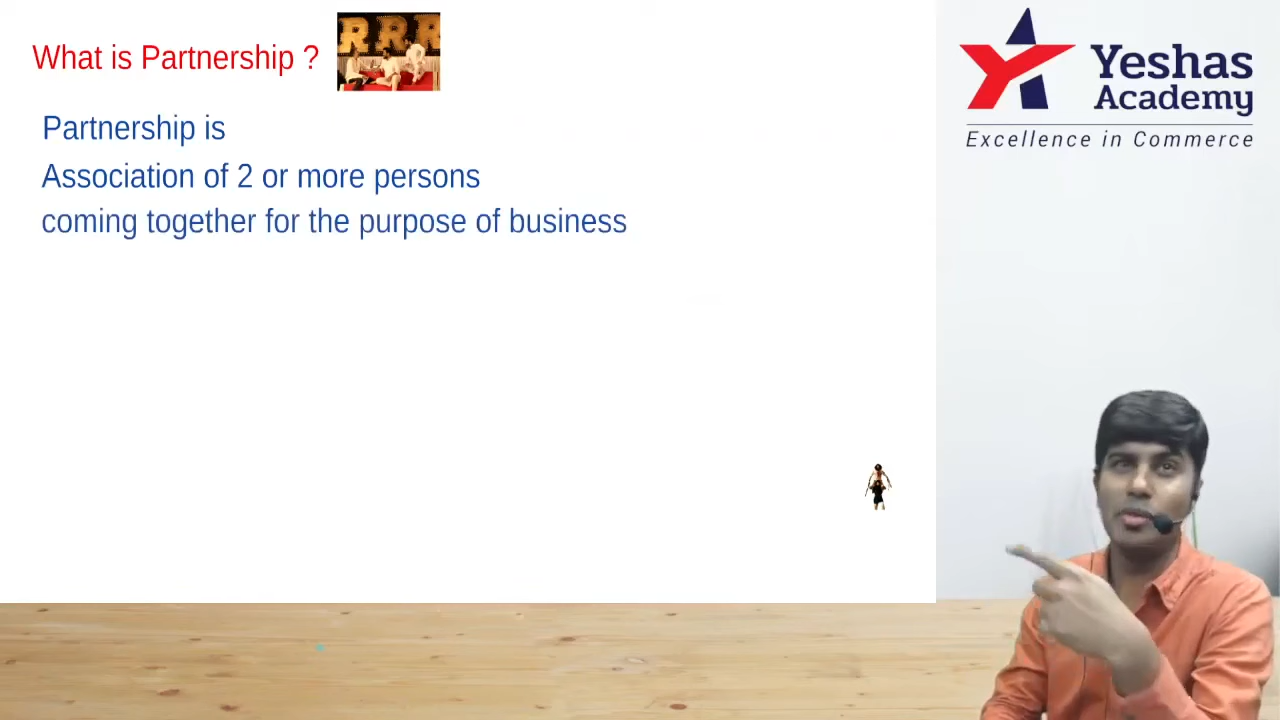 What is Partnership ?
RRR
Partnership is
Association of 2 or more persons
coming together for the purpose of business
Yeshas
Academy
Excellence in Commerce